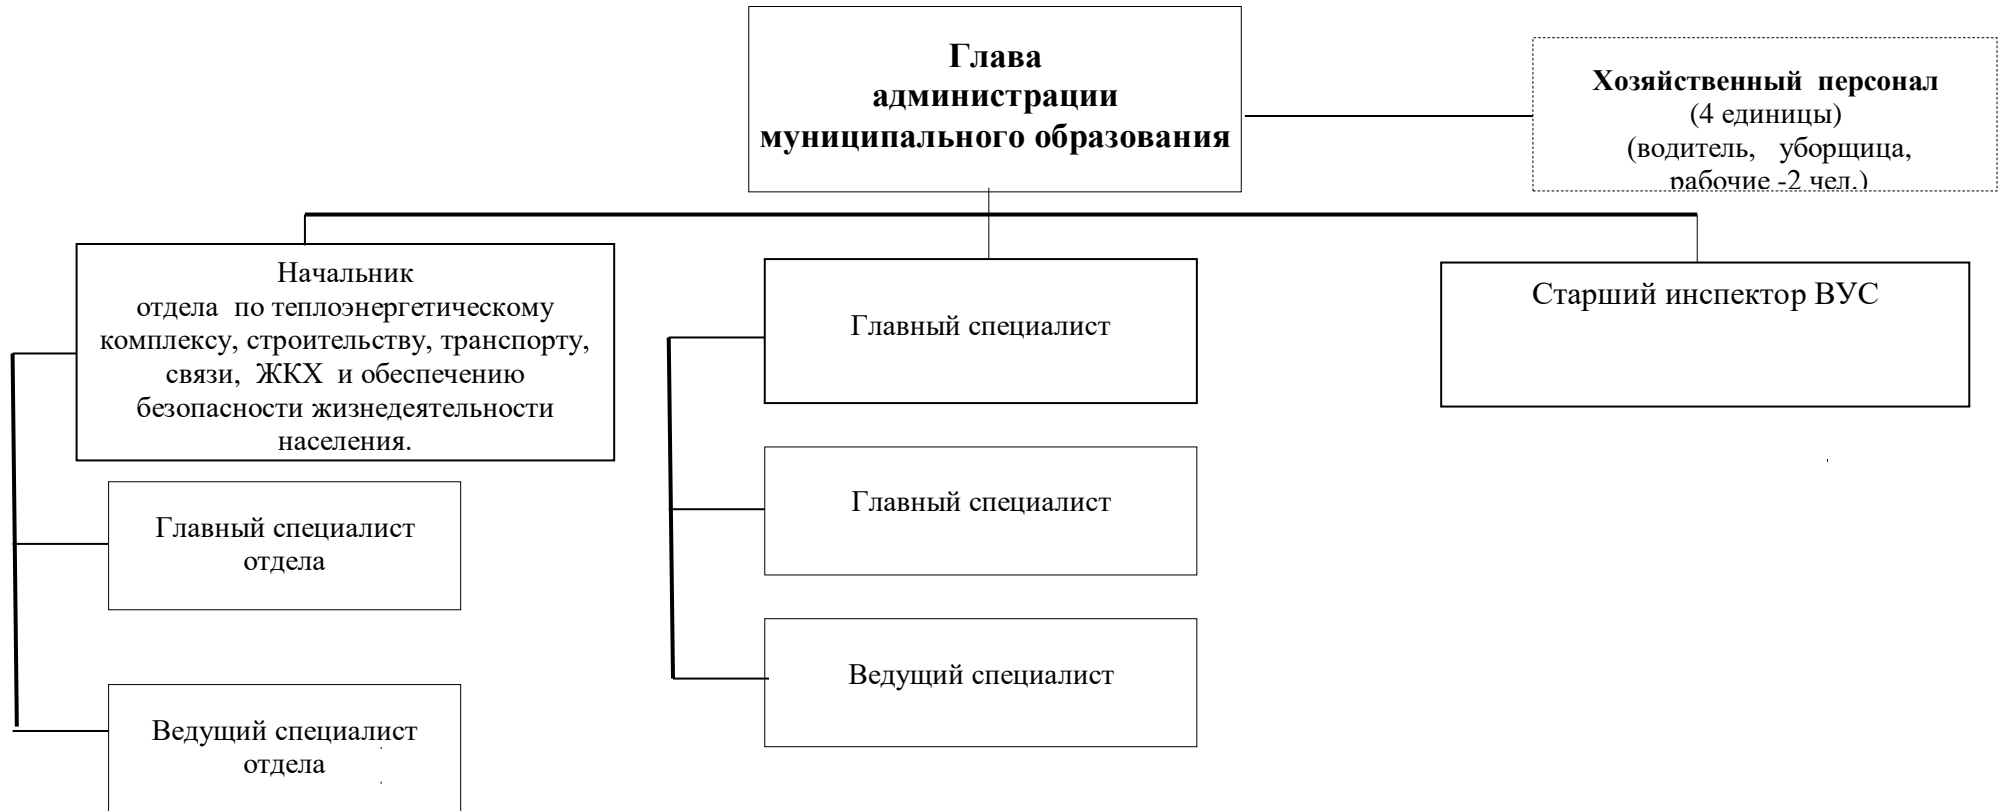 Глава
администрации
муниципального образования
Хозяйственный персонал
(4 единицы)
(водитель, уборщица,
рабочие -2 чел.)
Начальник
отдела по теплоэнергетическому
комплексу, строительству, транспорту,
связи, ЖКХ и обеспечению
безопасности жизнедеятельности
населения.
Главный специалист
отдела
Ведущий специалист
отдела
Главный специалист
Главный специалист
Ведущий специалист
Старший инспектор ВУС